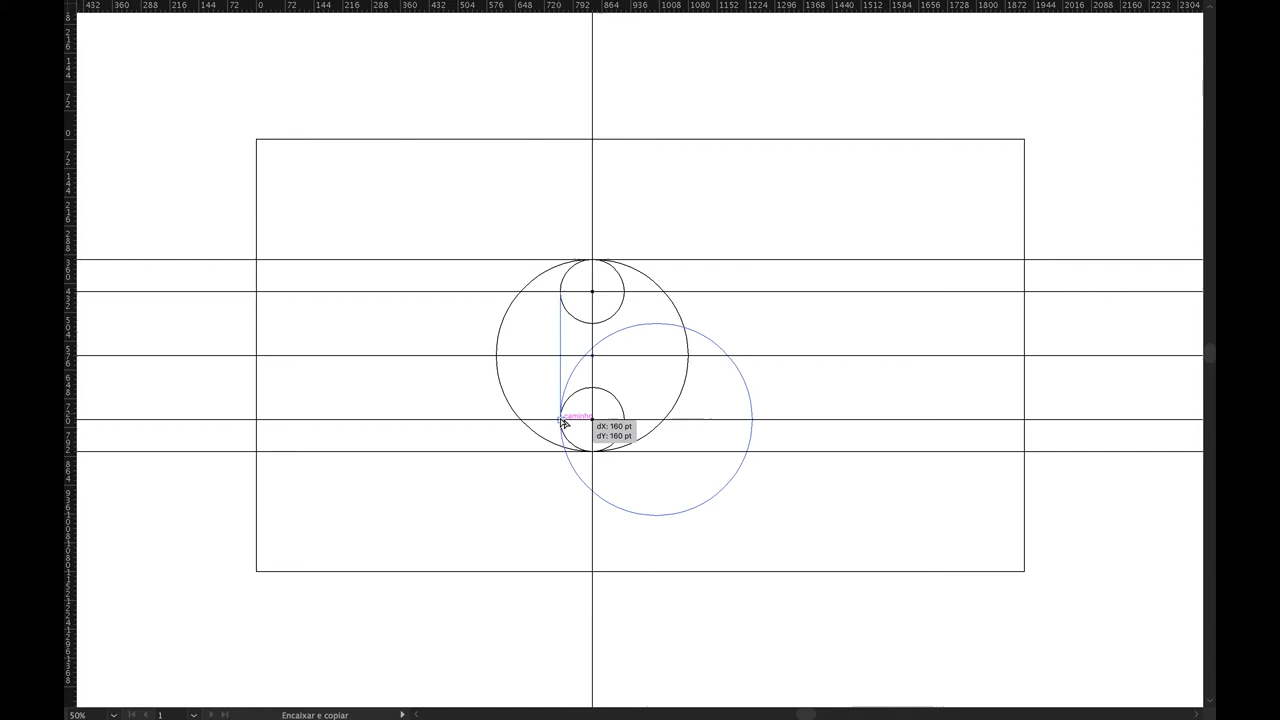 432 360 288 216 144 72 0 72 144 216 288 360 432 504 576 648 720 792 864 936 1008 1080 1152 1224 1296 1368 1440 1512 1584 1656 1728 1800 1872 1944 2016 2088 2160 2232 2304
caminho
dX: 160 pt
dY: 160 pt
50% 1 Encaixar e copiar